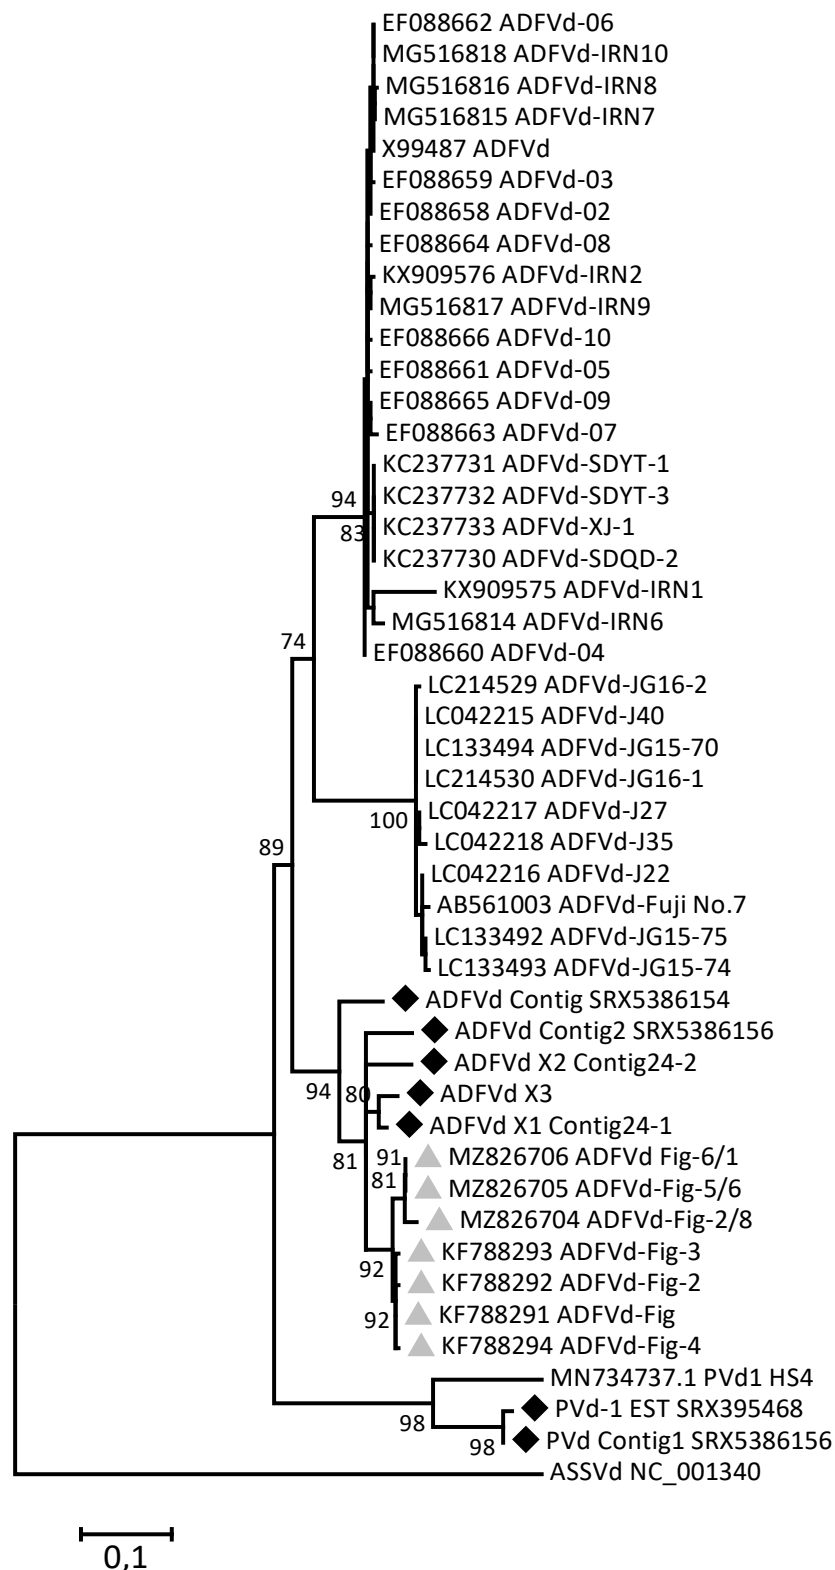 EF088662 ADFVd-06
MG516818 ADFVd-IRN10
MG516816 ADFVd-IRN8
MG516815 ADFVd-IRN7
X99487 ADFVd
EF088659 ADFVd-03
EF088658 ADFVd-02
EF088664 ADFVd-08
KX909576 ADFVd-IRN2
MG516817 ADFVd-IRN9
EF088666 ADFVd-10
EF088661 ADFVd-05
EF088665 ADFVd-09
EF088663 ADFVd-07
KC237731 ADFVd-SDYT-1
KC237732 ADFVd-SDYT-3
94
KC237733 ADFVd-XJ-1
83
KC237730 ADFVd-SDQD-2
KX909575 ADFVd-IRN1
MG516814 ADFVd-IRN6
74
EF088660 ADFVd-04
LC214529 ADFVd-JG16-2
LC042215 ADFVd-J40
LC133494 ADFVd-JG15-70
LC214530 ADFVd-JG16-1
LC042217 ADFVd-J27
100
LC042218 ADFVd-J35
89
LC042216 ADFVd-J22
AB561003 ADFVd-Fuji No.7
LC133492 ADFVd-JG15-75
LC133493 ADFVd-JG15-74
ADFVd Contig SRX5386154
ADFVd Contig2 SRX5386156
ADFVd X2 Contig24-2
94
80
ADFVd X3
ADFVd X1 Contig24-1
81
91
MZ826706 ADFVd Fig-6/1
81
MZ826705 ADFVd-Fig-5/6
MZ826704 ADFVd-Fig-2/8
KF788293 ADFVd-Fig-3
92
KF788292 ADFVd-Fig-2
92
KF788291 ADFVd-Fig
KF788294 ADFVd-Fig-4
MN734737.1 PVd1 HS4
98
PVd-1 EST SRX395468
98
PVd Contig1 SRX5386156
ASSVd NC_001340
0,1